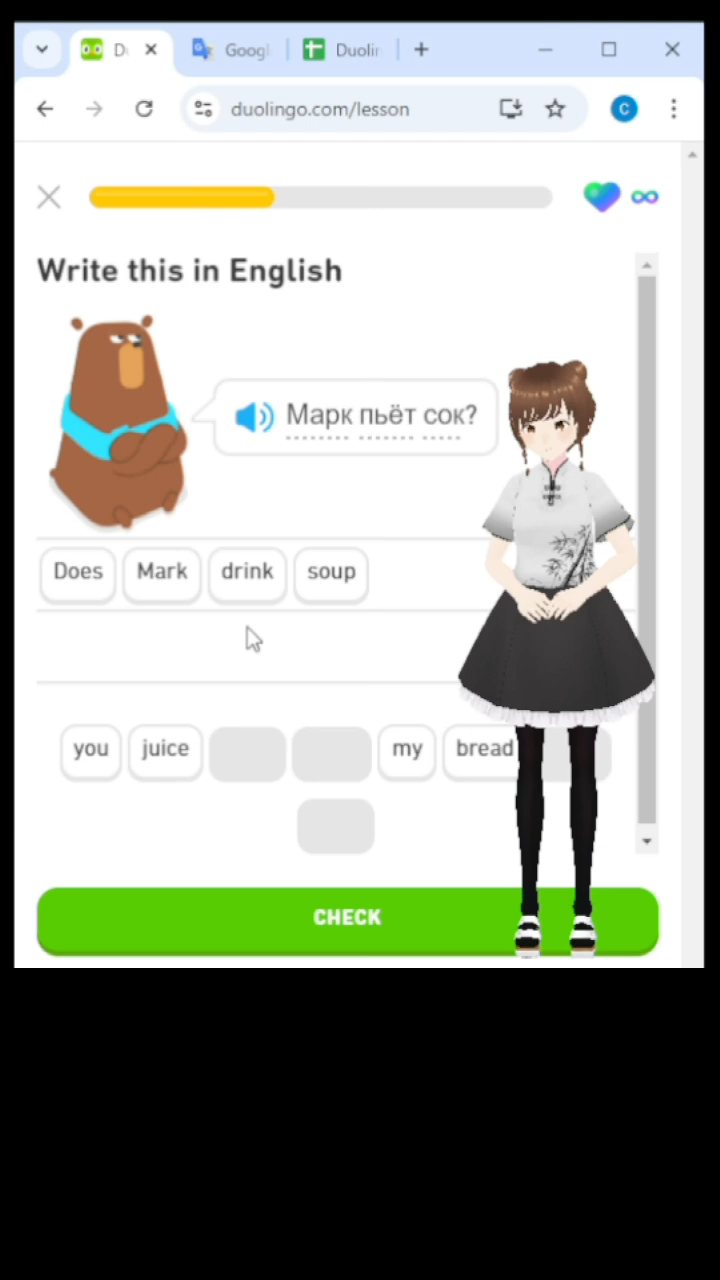 D
Googl
Duolin
duolingo.com/lesson
C
Write this in English
Марк пьёт сок?
Does Mark drink soup
you juice my bread
CHECK